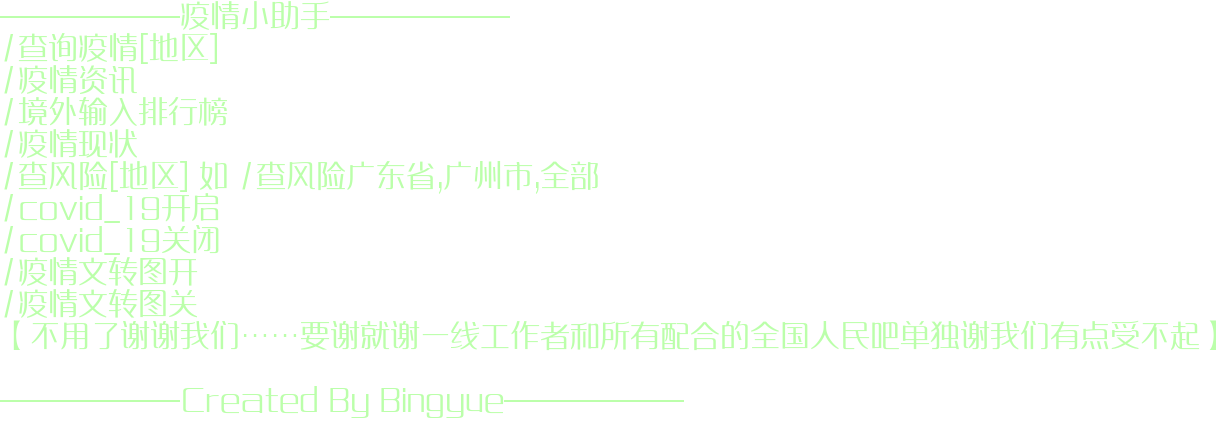 ——————疫情小助手——————
/查询疫情[地区]
/疫情资讯
/境外输入排行榜
/疫情现状
/查风险[地区] 如 /查风险广东省,广州市,全部
/covid_19开启
/covid_19关闭
/疫情文转图开
/疫情文转图关
【不用了谢谢我们……要谢就谢一线工作者和所有配合的全国人民吧单独谢我们有点受不起】
——————Created By Bingyue——————